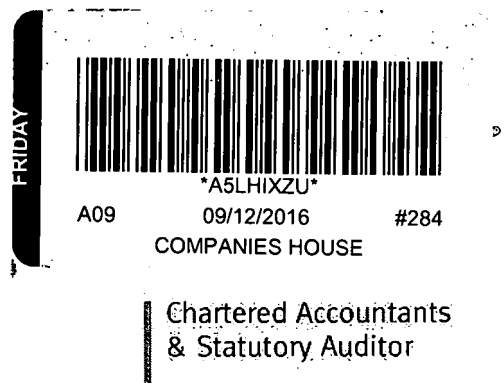 FRIDAY
*A5LHIXZU*
A09 09/12/2016 #284
COMPANIES HOUSE
Chartered Accountants
& Statutory Auditor